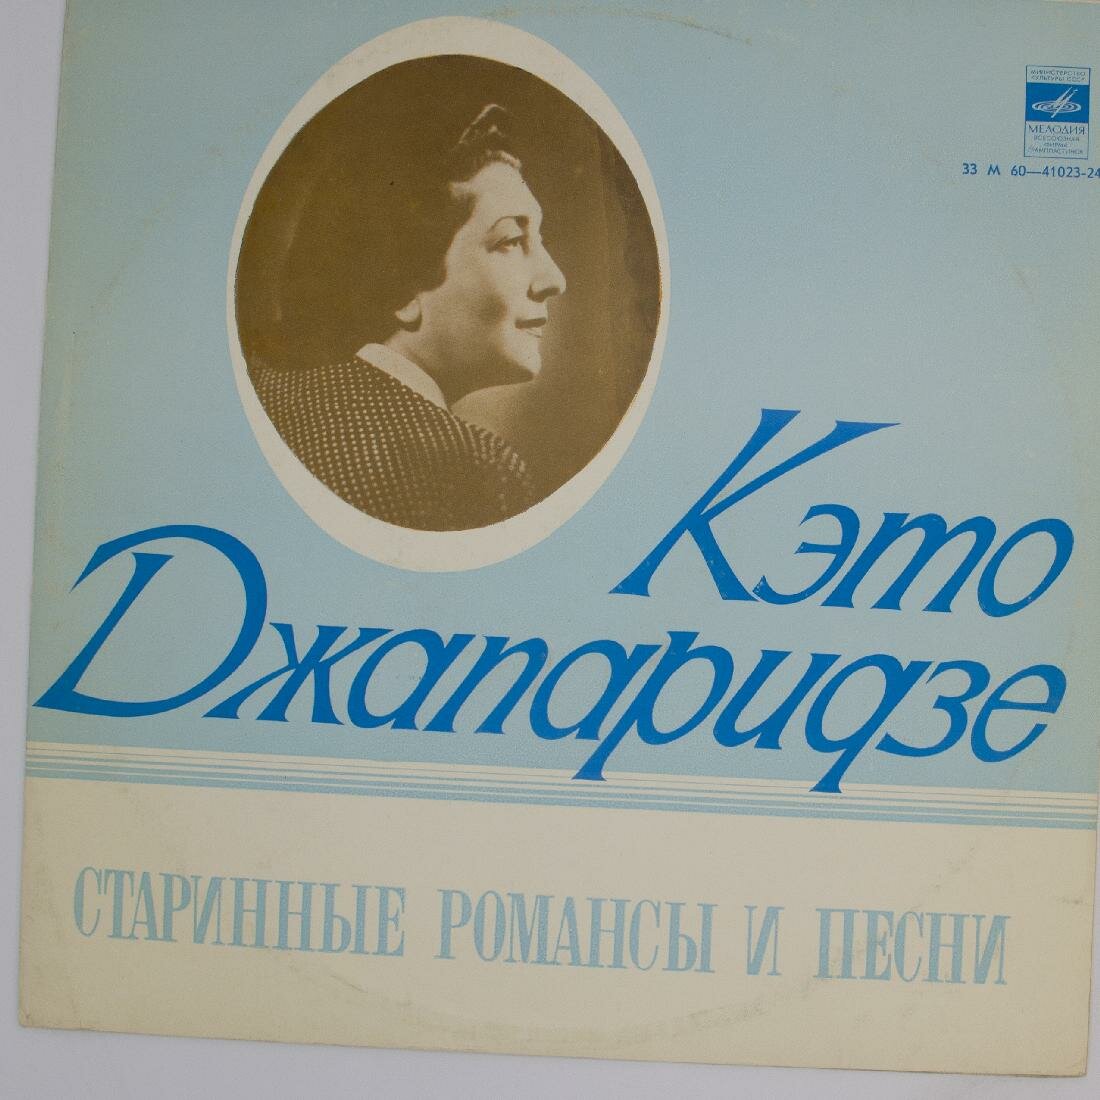 МИНИСТЕРСТВО
КУЛЬТУРЫ СССР
МЕЛОДИЯ
ВСЕСОЮЗНАЯ
ФИРМА
ГРАМПЛАСТИНОК
33 М 60—41023-24
Кэто
Джапаридзе
СТАРИННЫЕ РОМАНСЫ И ПЕСНИ